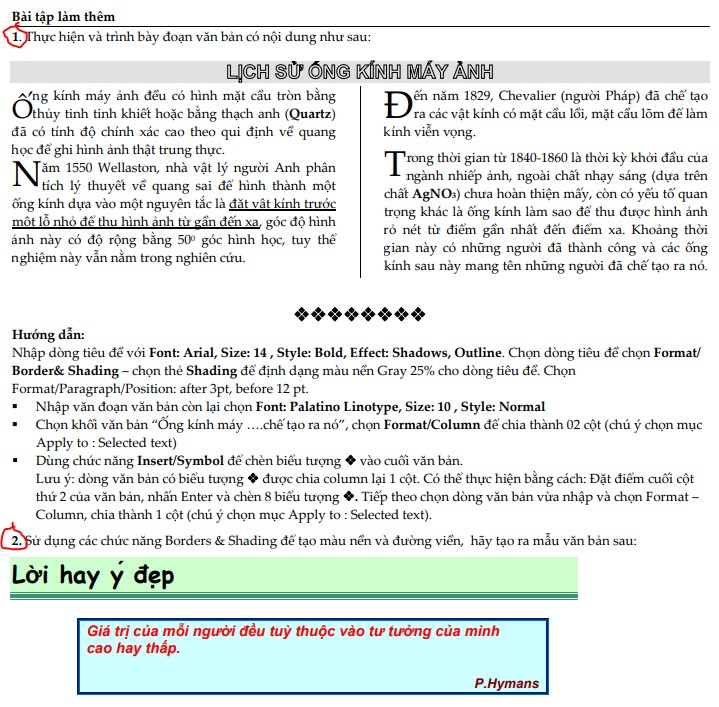 Bài tập làm thêm
1. Thực hiện và trình bày đoạn văn bản có nội dung như sau:
LỊCH SỬ ỐNG KÍNH MÁY ẢNH
Ống kính máy ảnh đều có hình mặt cầu tròn bằng
thủy tinh tinh khiết hoặc bằng thạch anh (Quartz)
đã có tính độ chính xác cao theo qui định về quang
học để ghi hình ảnh thật trung thực.
Năm 1550 Wellaston, nhà vật lý người Anh phân
tích lý thuyết về quang sai để hình thành một
ống kính dựa vào một nguyên tắc là đặt vật kính trước
một lỗ nhỏ để thu hình ảnh từ gần đến xa, góc độ hình
ảnh này có độ rộng bằng 50⁰ góc hình học, tuy thế
nghiệm này vẫn nằm trong nghiên cứu.
Đến năm 1829, Chevalier (người Pháp) đã chế tạo
ra các vật kính có mặt cầu lồi, mặt cầu lõm để làm
kính viễn vọng.
Trong thời gian từ 1840-1860 là thời kỳ khởi đầu của
ngành nhiếp ảnh, ngoài chất nhạy sáng (dựa trên
chất AgNO₃) chưa hoàn thiện mấy, còn có yếu tố quan
trọng khác là ống kính làm sao để thu được hình ảnh
rỏ nét từ điểm gần nhất đến điểm xa. Khoảng thời
gian này có những người đã thành công và các ống
kính sau này mang tên những người đã chế tạo ra nó.
❖❖❖❖❖❖❖❖
Hướng dẫn:
Nhập dòng tiêu đề với Font: Arial, Size: 14 , Style: Bold, Effect: Shadows, Outline. Chọn dòng tiêu đề chọn Format/
Border& Shading – chọn thẻ Shading để định dạng màu nền Gray 25% cho dòng tiêu đề. Chọn
Format/Paragraph/Position: after 3pt, before 12 pt.
▪ Nhập văn đoạn văn bản còn lại chọn Font: Palatino Linotype, Size: 10 , Style: Normal
▪ Chọn khối văn bản “Ống kính máy ….chế tạo ra nó”, chọn Format/Column để chia thành 02 cột (chú ý chọn mục
Apply to : Selected text)
▪ Dùng chức năng Insert/Symbol để chèn biểu tượng ❖ vào cuối văn bản.
Lưu ý: dòng văn bản có biểu tượng ❖ được chia column lại 1 cột. Có thể thực hiện bằng cách: Đặt điểm cuối cột
thứ 2 của văn bản, nhấn Enter và chèn 8 biểu tượng ❖. Tiếp theo chọn dòng văn bản vừa nhập và chọn Format –
Column, chia thành 1 cột (chú ý chọn mục Apply to : Selected text).
2. Sử dụng các chức năng Borders & Shading để tạo màu nền và đường viền, hãy tạo ra mẫu văn bản sau:
Lời hay ý đẹp
Giá trị của mỗi người đều tuỳ thuộc vào tư tưởng của mình
cao hay thấp.
P.Hymans